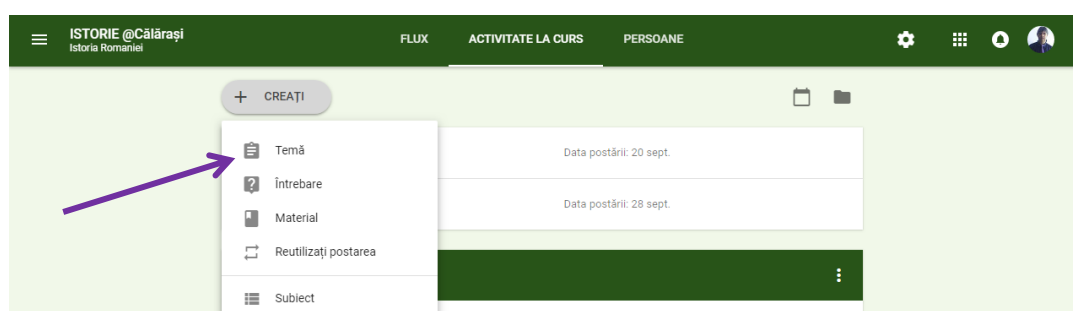 ISTORIE @Călărași
Istoria Romaniei
FLUX ACTIVITATE LA CURS PERSOANE
+ CREAȚI
Temă
Data postării: 20 sept.
Întrebare
Material
Data postării: 28 sept.
Reutilizați postarea
Subiect